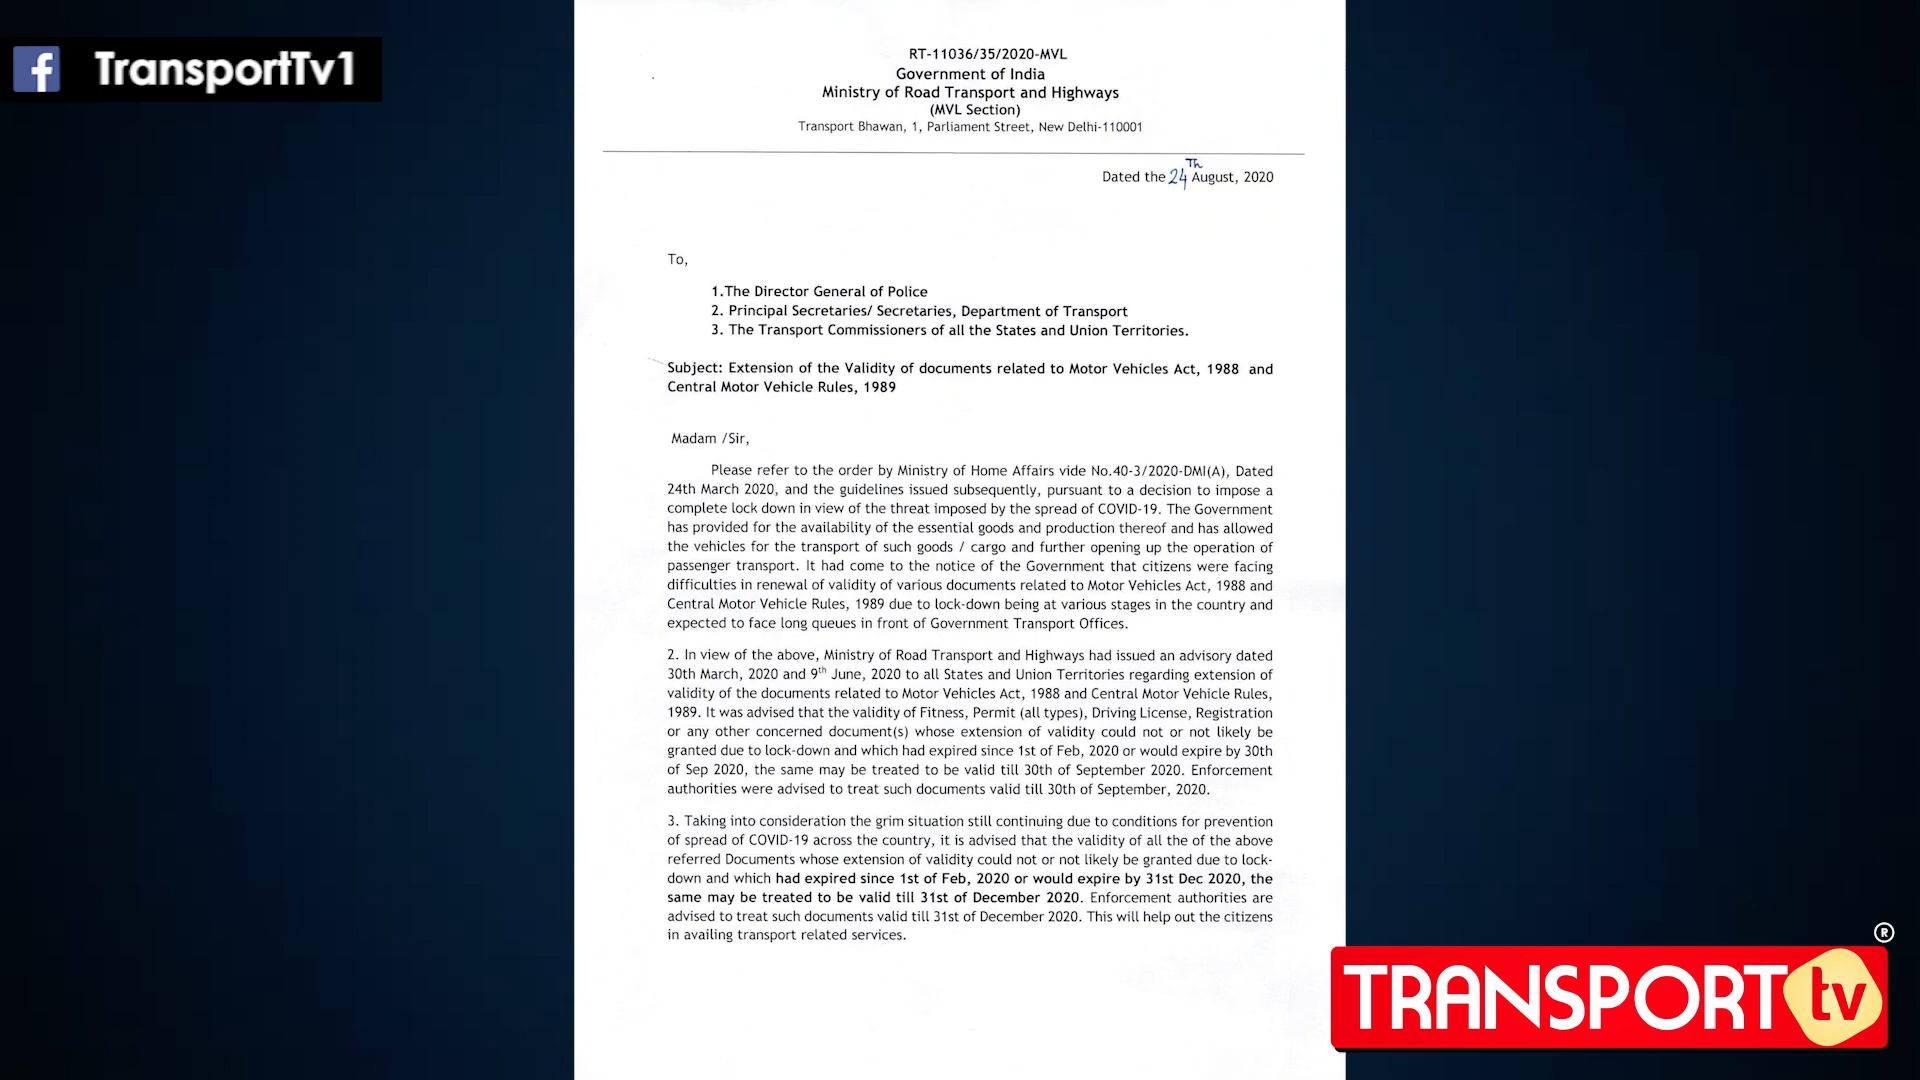 TransportTv1
RT-11036/35/2020-MVL
Government of India
Ministry of Road Transport and Highways
(MVL Section)
Transport Bhawan, 1, Parliament Street, New Delhi-110001
Dated the 24Th August, 2020
To,
1.The Director General of Police
2. Principal Secretaries/ Secretaries, Department of Transport
3. The Transport Commissioners of all the States and Union Territories.
Subject: Extension of the Validity of documents related to Motor Vehicles Act, 1988 and
Central Motor Vehicle Rules, 1989
Madam /Sir,
Please refer to the order by Ministry of Home Affairs vide No.40-3/2020-DMI(A), Dated
24th March 2020, and the guidelines issued subsequently, pursuant to a decision to impose a
complete lock down in view of the threat imposed by the spread of COVID-19. The Government
has provided for the availability of the essential goods and production thereof and has allowed
the vehicles for the transport of such goods / cargo and further opening up the operation of
passenger transport. It had come to the notice of the Government that citizens were facing
difficulties in renewal of validity of various documents related to Motor Vehicles Act, 1988 and
Central Motor Vehicle Rules, 1989 due to lock-down being at various stages in the country and
expected to face long queues in front of Government Transport Offices.
2. In view of the above, Ministry of Road Transport and Highways had issued an advisory dated
30th March, 2020 and 9th June, 2020 to all States and Union Territories regarding extension of
validity of the documents related to Motor Vehicles Act, 1988 and Central Motor Vehicle Rules,
1989. It was advised that the validity of Fitness, Permit (all types), Driving License, Registration
or any other concerned document(s) whose extension of validity could not or not likely be
granted due to lock-down and which had expired since 1st of Feb, 2020 or would expire by 30th
of Sep 2020, the same may be treated to be valid till 30th of September 2020. Enforcement
authorities were advised to treat such documents valid till 30th of September, 2020.
3. Taking into consideration the grim situation still continuing due to conditions for prevention
of spread of COVID-19 across the country, it is advised that the validity of all the of the above
referred Documents whose extension of validity could not or not likely be granted due to lock-
down and which had expired since 1st of Feb, 2020 or would expire by 31st Dec 2020, the
same may be treated to be valid till 31st of December 2020. Enforcement authorities are
advised to treat such documents valid till 31st of December 2020. This will help out the citizens
in availing transport related services.
®
TRANSPORT tv